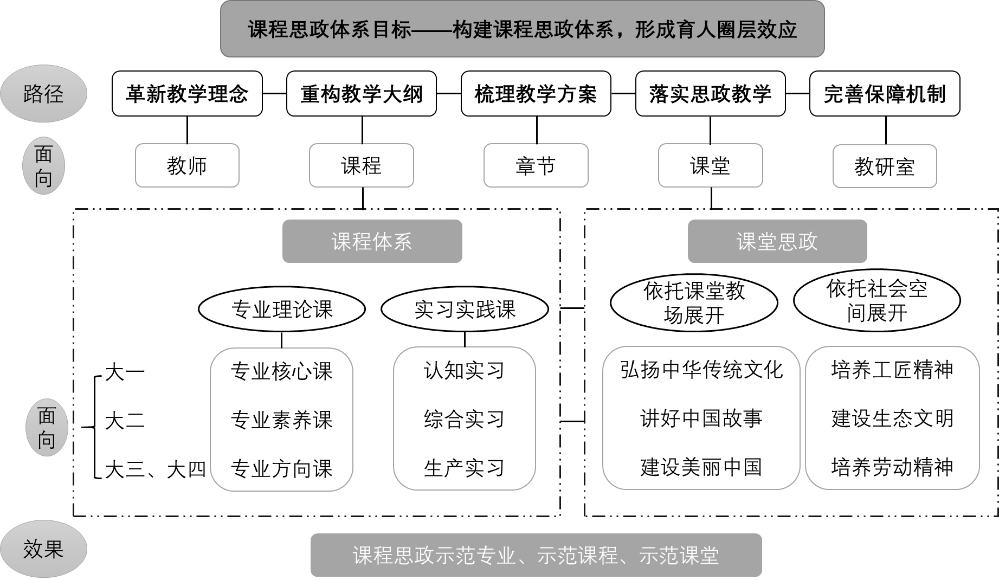 课程思政体系目标——构建课程思政体系，形成育人圈层效应
路径
革新教学理念
重构教学大纲
梳理教学方案
落实思政教学
完善保障机制
面
向
教师
课程
章节
课堂
教研室
课程体系
专业理论课
实习实践课
面
向
大一
专业核心课
认知实习
大二
专业素养课
综合实习
大三、大四
专业方向课
生产实习
课堂思政
依托课堂教
场展开
依托社会空
间展开
弘扬中华传统文化
培养工匠精神
讲好中国故事
建设生态文明
建设美丽中国
培养劳动精神
效果
课程思政示范专业、示范课程、示范课堂